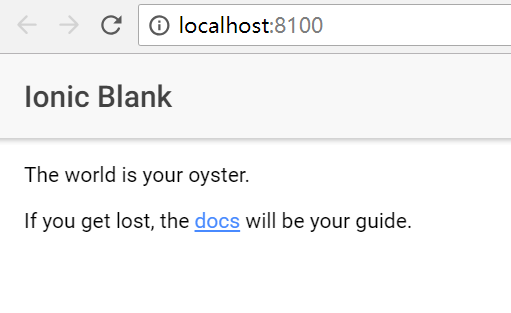 localhost:8100
Ionic Blank
The world is your oyster.
If you get lost, the docs will be your guide.